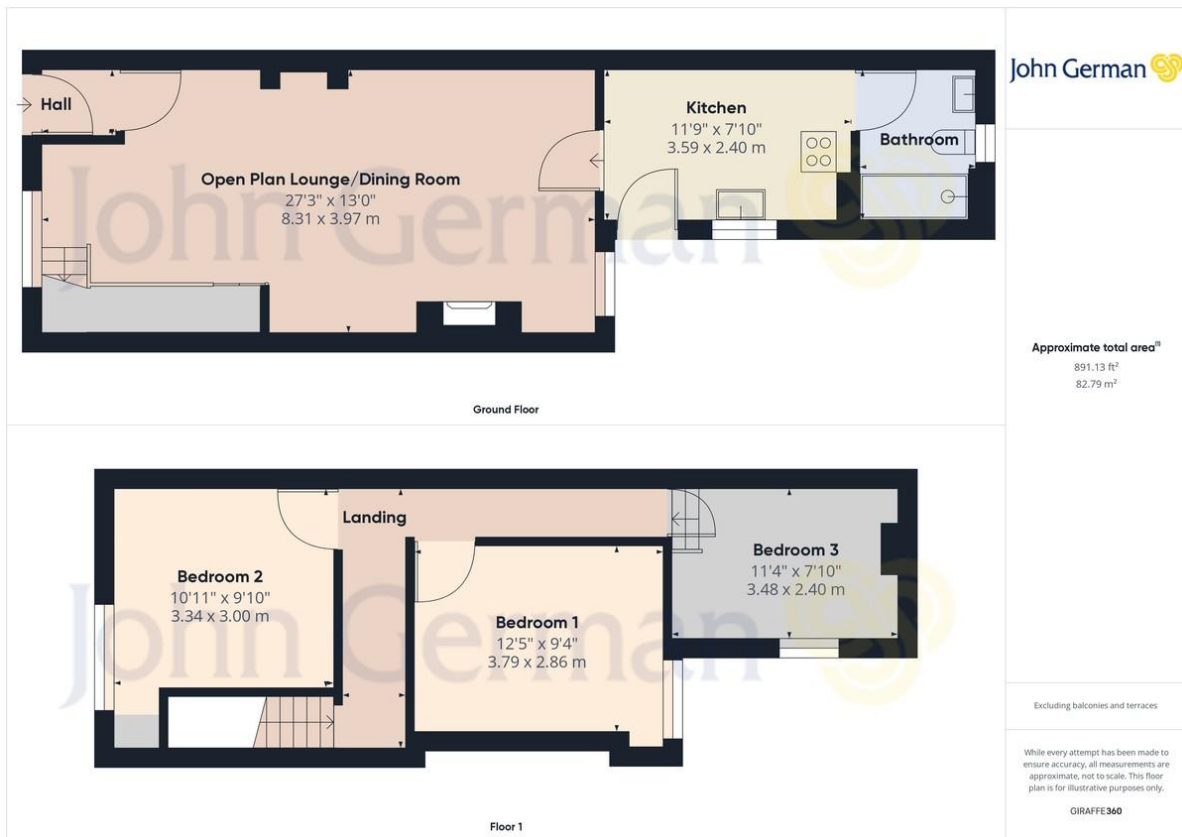 John German
Hall
Open Plan Lounge/Dining Room
27'3" x 13'0"
8.31 x 3.97 m
Kitchen
11'9" x 7'10"
3.59 x 2.40 m
Bathroom
John German
Ground Floor
Approximate total area⁽¹⁾
891.13 ft²
82.79 m²
Landing
Bedroom 2
10'11" x 9'10"
3.34 x 3.00 m
Bedroom 1
12'5" x 9'4"
3.79 x 2.86 m
Bedroom 3
11'4" x 7'10"
3.48 x 2.40 m
John German
Floor 1
Excluding balconies and terraces
While every attempt has been made to
ensure accuracy, all measurements are
approximate, not to scale. This floor
plan is for illustrative purposes only.
GIRAFFE360